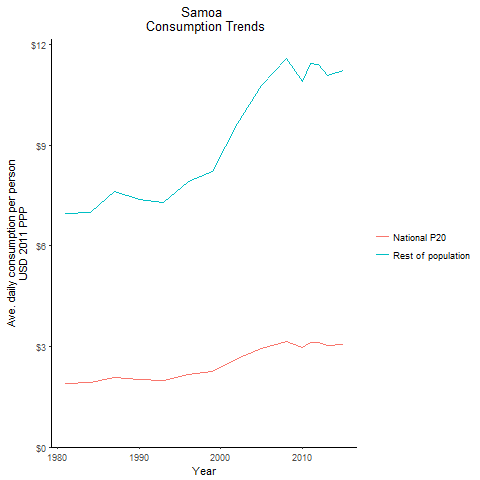 Samoa
Consumption Trends
$12
$9
$6
$3
$0
Ave. daily consumption per person
USD 2011 PPP
1980 1990 2000 2010
Year
National P20
Rest of population